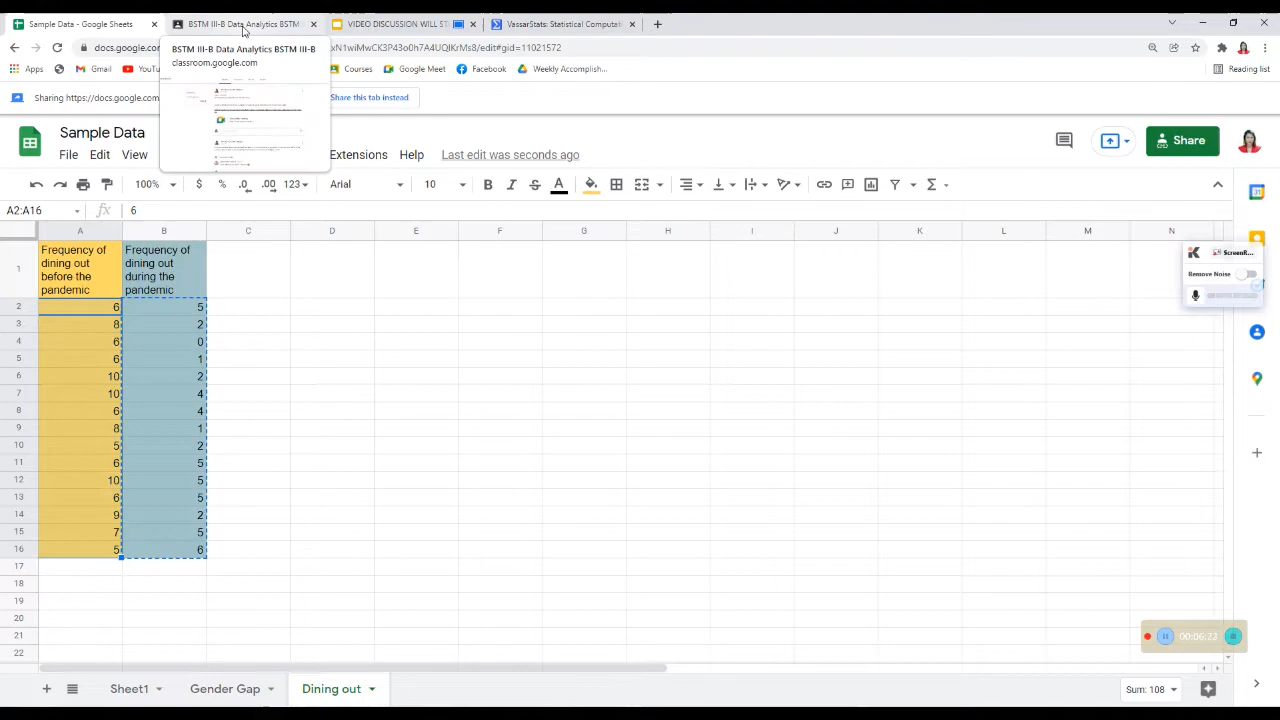 Sample Data - Google Sheets
BSTM III-B Data Analytics BSTM
VIDEO DISCUSSION WILL ST
VassarStats: Statistical Computat
docs.google.com
xN1wiMwCK3P43o0h7A4UQIKrMs8/edit#gid=11021572
BSTM III-B Data Analytics BSTM III-B
classroom.google.com
Apps
Gmail
YouTu
Courses
Google Meet
Facebook
Weekly Accomplish...
Reading list
Sharing https://docs.google.com
Share this tab instead
Sample Data
File Edit View
Extensions Help Last edit was seconds ago
Share
100% $ % .0 .00 123 Arial 10 B I S A
A2:A16 fx 6
A B C D E F G H I J K L M N
1 Frequency of dining out before the pandemic Frequency of dining out during the pandemic
2 6 5
3 8 2
4 6 0
5 6 1
6 10 2
7 10 4
8 6 4
9 8 1
10 5 2
11 6 5
12 10 5
13 6 5
14 9 2
15 7 5
16 5 6
17
18
19
20
21
22
ScreenR...
Remove Noise
00:06:23
Sheet1 Gender Gap Dining out
Sum: 108